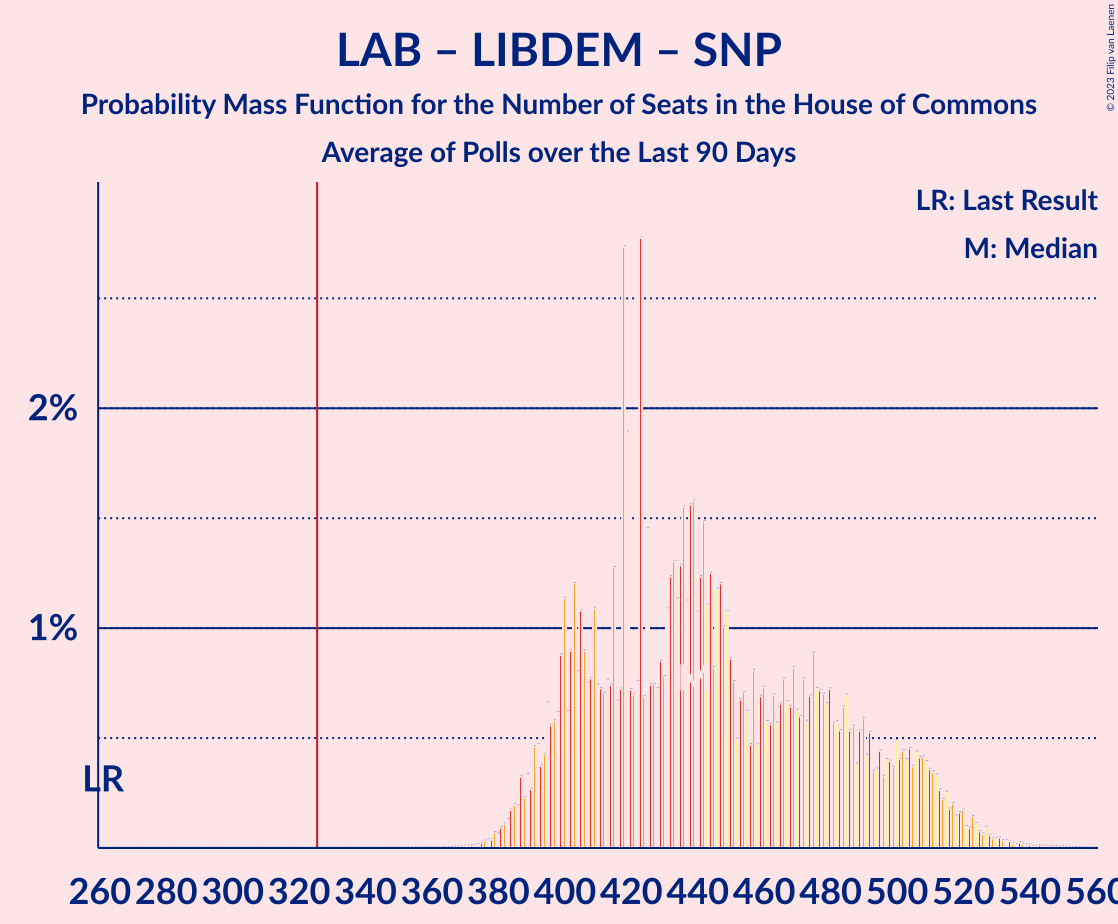 LAB – LIBDEM – SNP
Probability Mass Function for the Number of Seats in the House of Commons
Average of Polls over the Last 90 Days
© 2023 Filip van Laenen
LR: Last Result
M: Median
2%
1%
LR
M
260 280 300 320 340 360 380 400 420 440 460 480 500 520 540 560